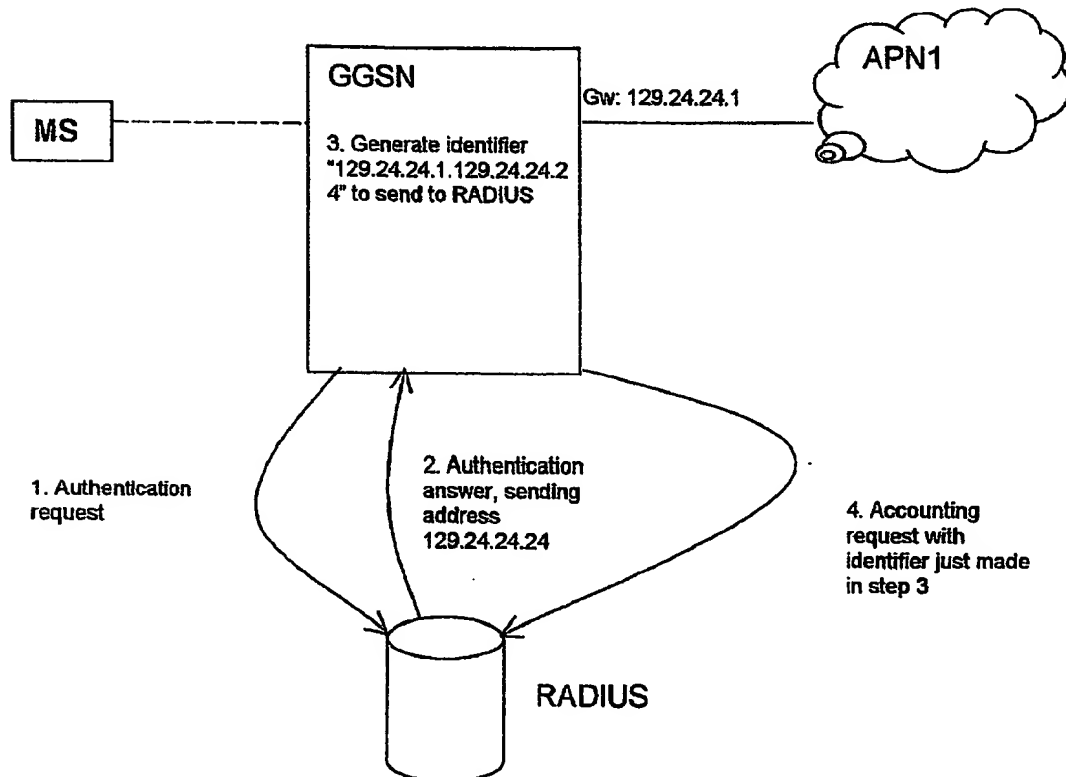 GGSN
APN1
Gw: 129.24.24.1
MS
3. Generate identifier
"129.24.24.1.129.24.24.2
4" to send to RADIUS
1. Authentication
request
2. Authentication
answer, sending
address
129.24.24.24
4. Accounting
request with
identifier just made
in step 3
RADIUS